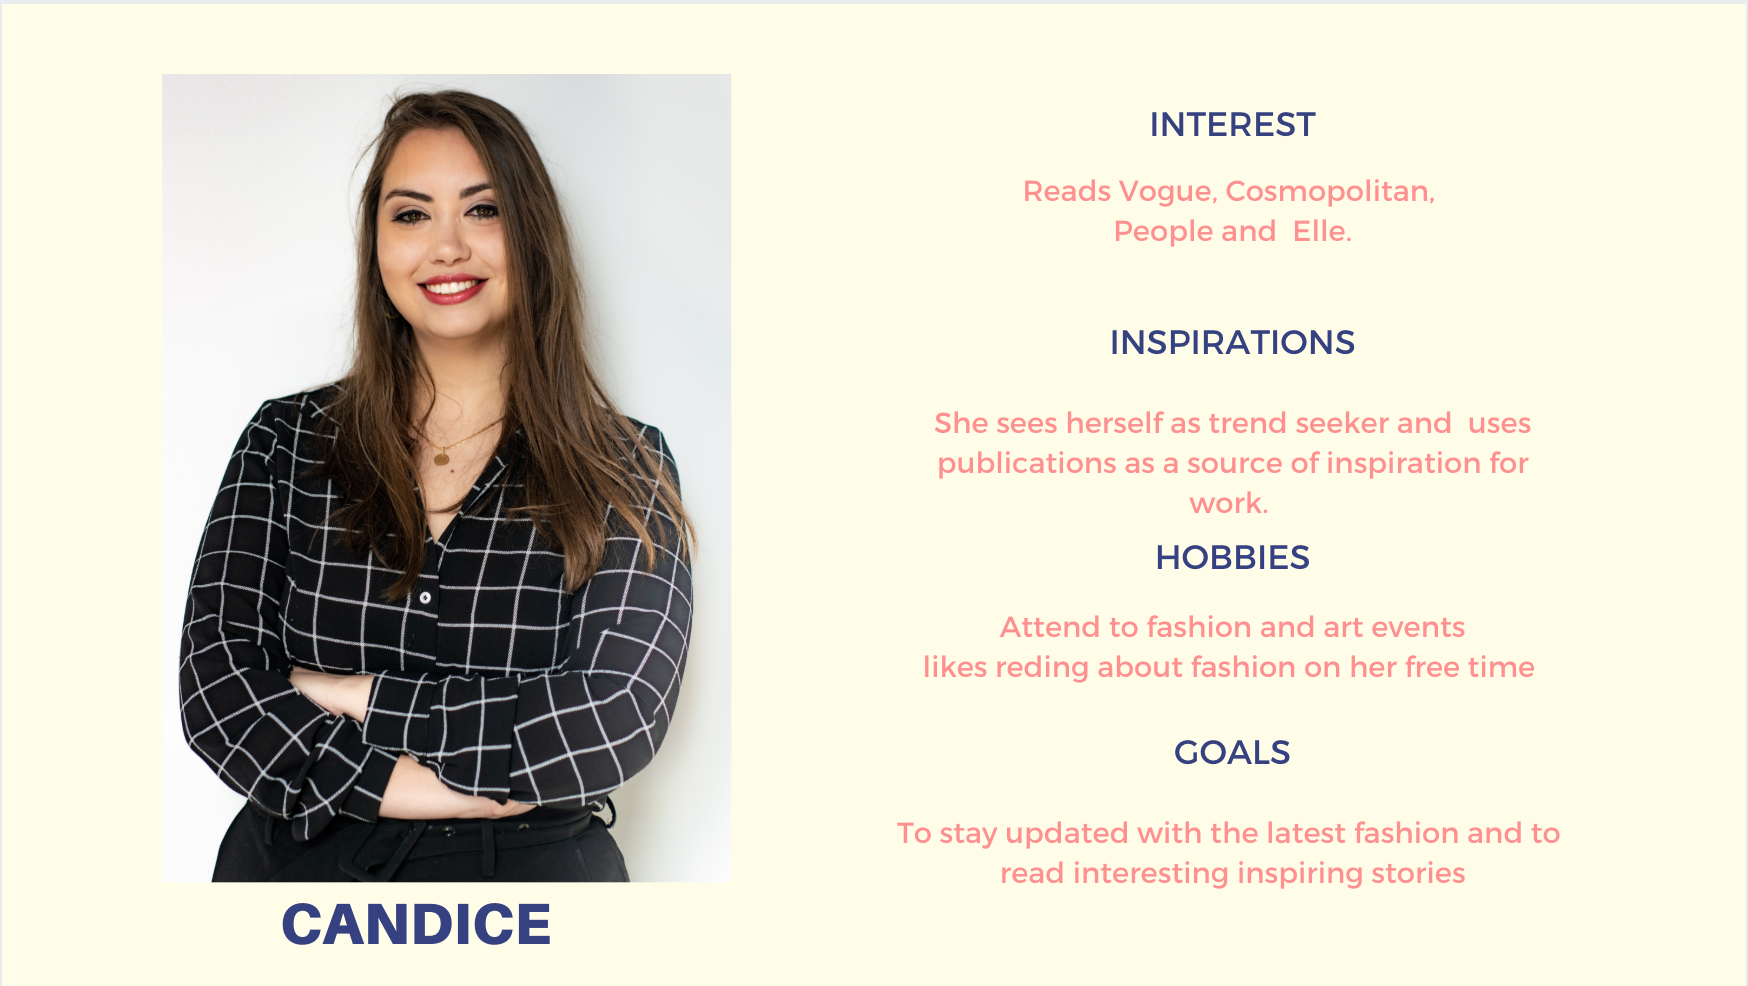 INTEREST
Reads Vogue, Cosmopolitan,
People and  Elle.
INSPIRATIONS
She sees herself as trend seeker and  uses
publications as a source of inspiration for
work.
HOBBIES
Attend to fashion and art events
likes reding about fashion on her free time
GOALS
To stay updated with the latest fashion and to
read interesting inspiring stories
CANDICE